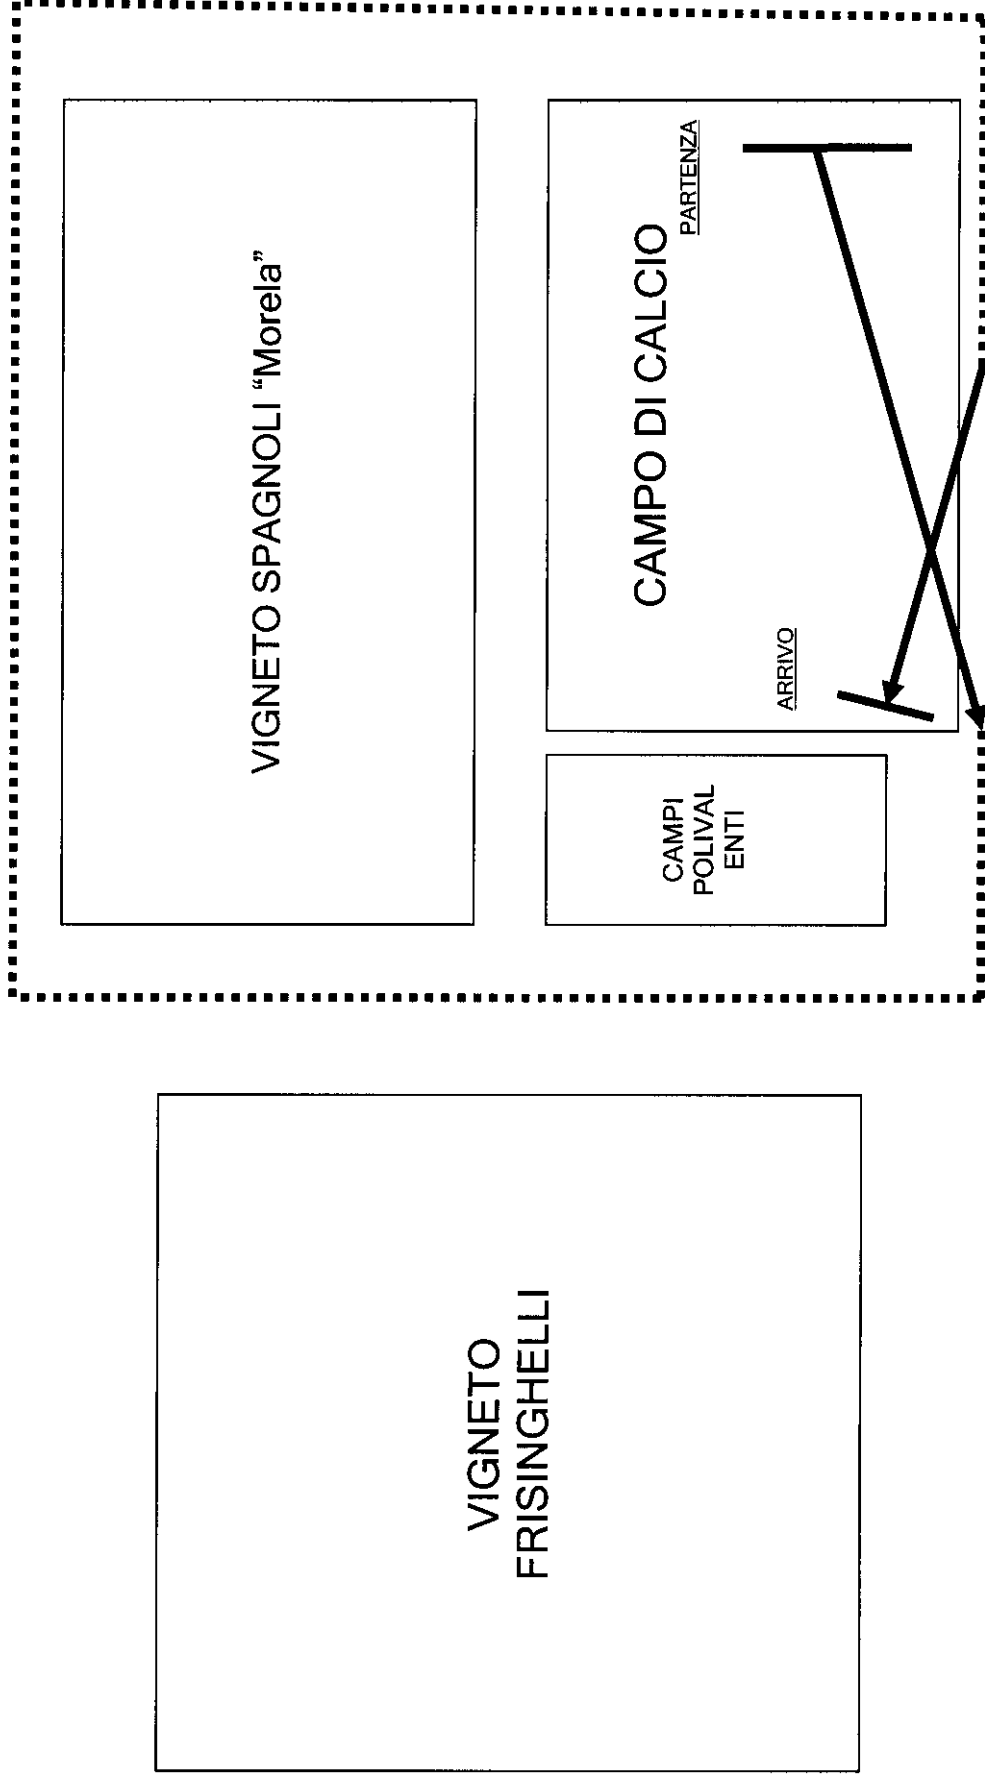 VIGNETO SPAGNOLI “Morela”
PARTENZA
CAMPO DI CALCIO
ARRIVO
CAMPI
POLIVAL
ENTI
VIGNETO
FRISINGHELLI